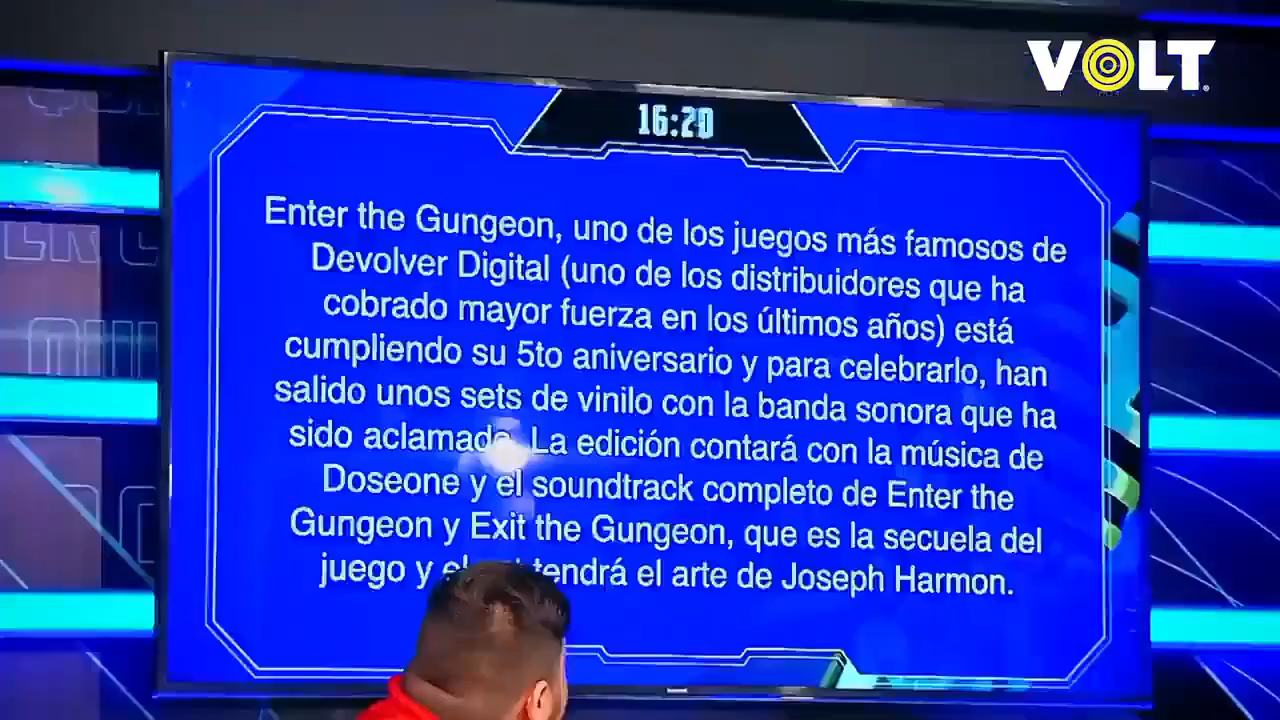 VOLT
16:20
Enter the Gungeon, uno de los juegos más famosos de
Devolver Digital (uno de los distribuidores que ha
cobrado mayor fuerza en los últimos años) está
cumpliendo su 5to aniversario y para celebrarlo, han
salido unos sets de vinilo con la banda sonora que ha
sido aclamada. La edición contará con la música de
Doseone y el soundtrack completo de Enter the
Gungeon y Exit the Gungeon, que es la secuela del
juego y tendrá el arte de Joseph Harmon.